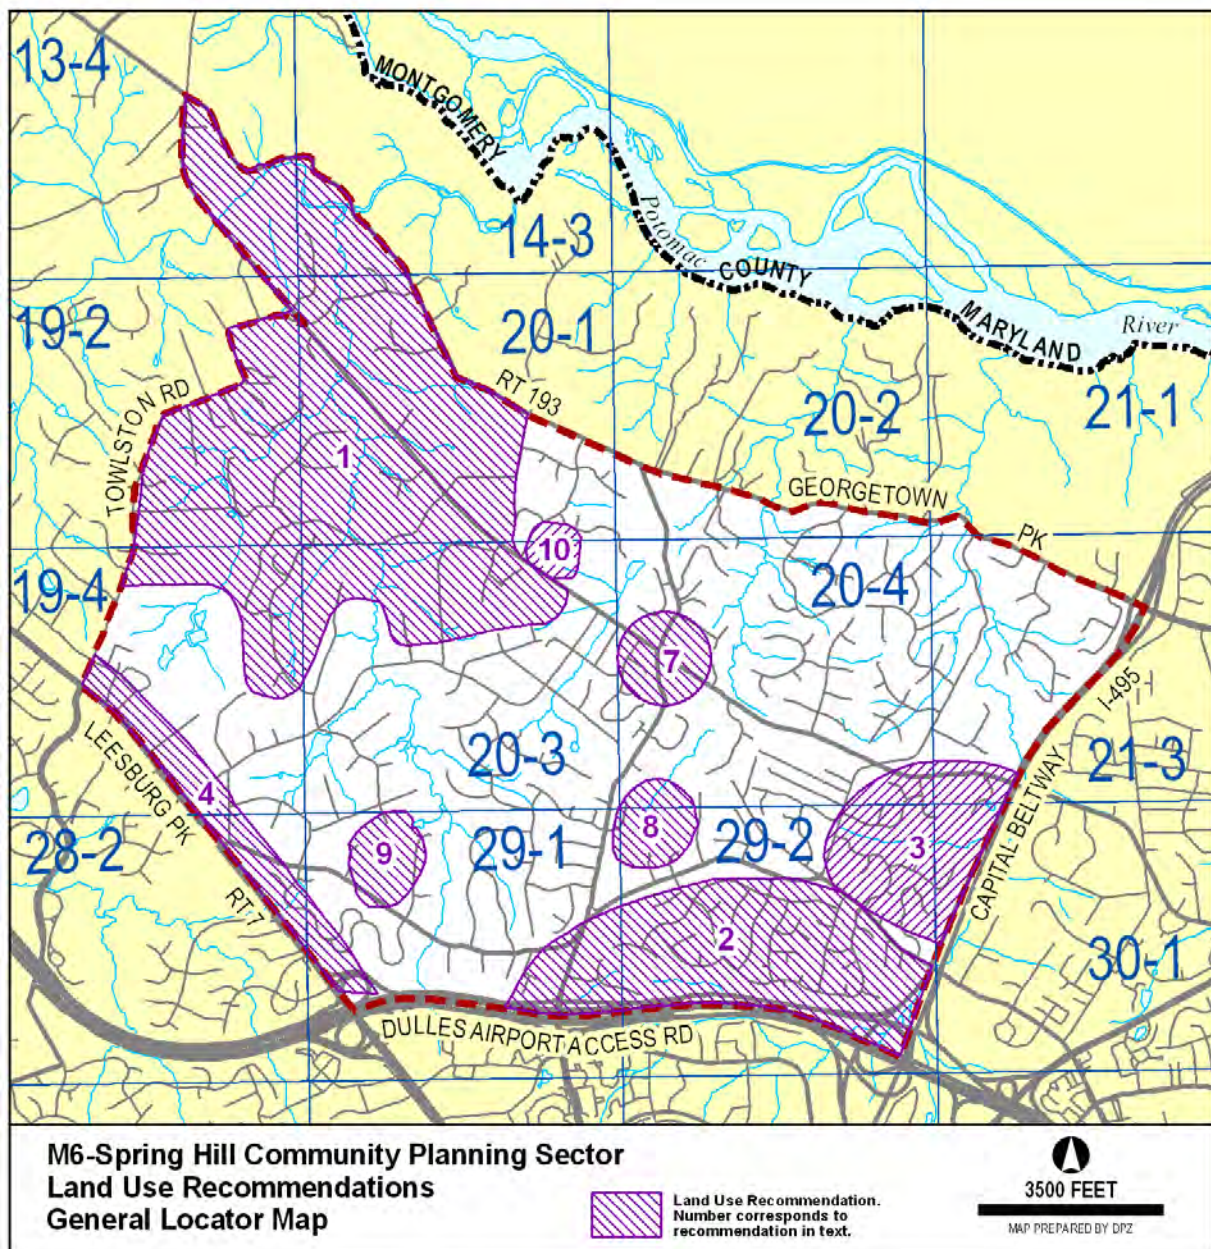 13-4
MONTGOMERY
14-3
Potomac
COUNTY
MARYLAND
River
19-2
20-1
TOWLSTON RD
RT 193
20-2
21-1
1
GEORGETOWN
PK
10
19-4
20-4
7
I-495
LEESBURG PK
4
20-3
CAPITAL BELTWAY
21-3
28-2
9
29-1
8
29-2
3
RT 7
2
30-1
DULLES AIRPORT ACCESS RD
M6-Spring Hill Community Planning Sector
Land Use Recommendations
General Locator Map
Land Use Recommendation.
Number corresponds to
recommendation in text.
3500 FEET
MAP PREPARED BY DPZ